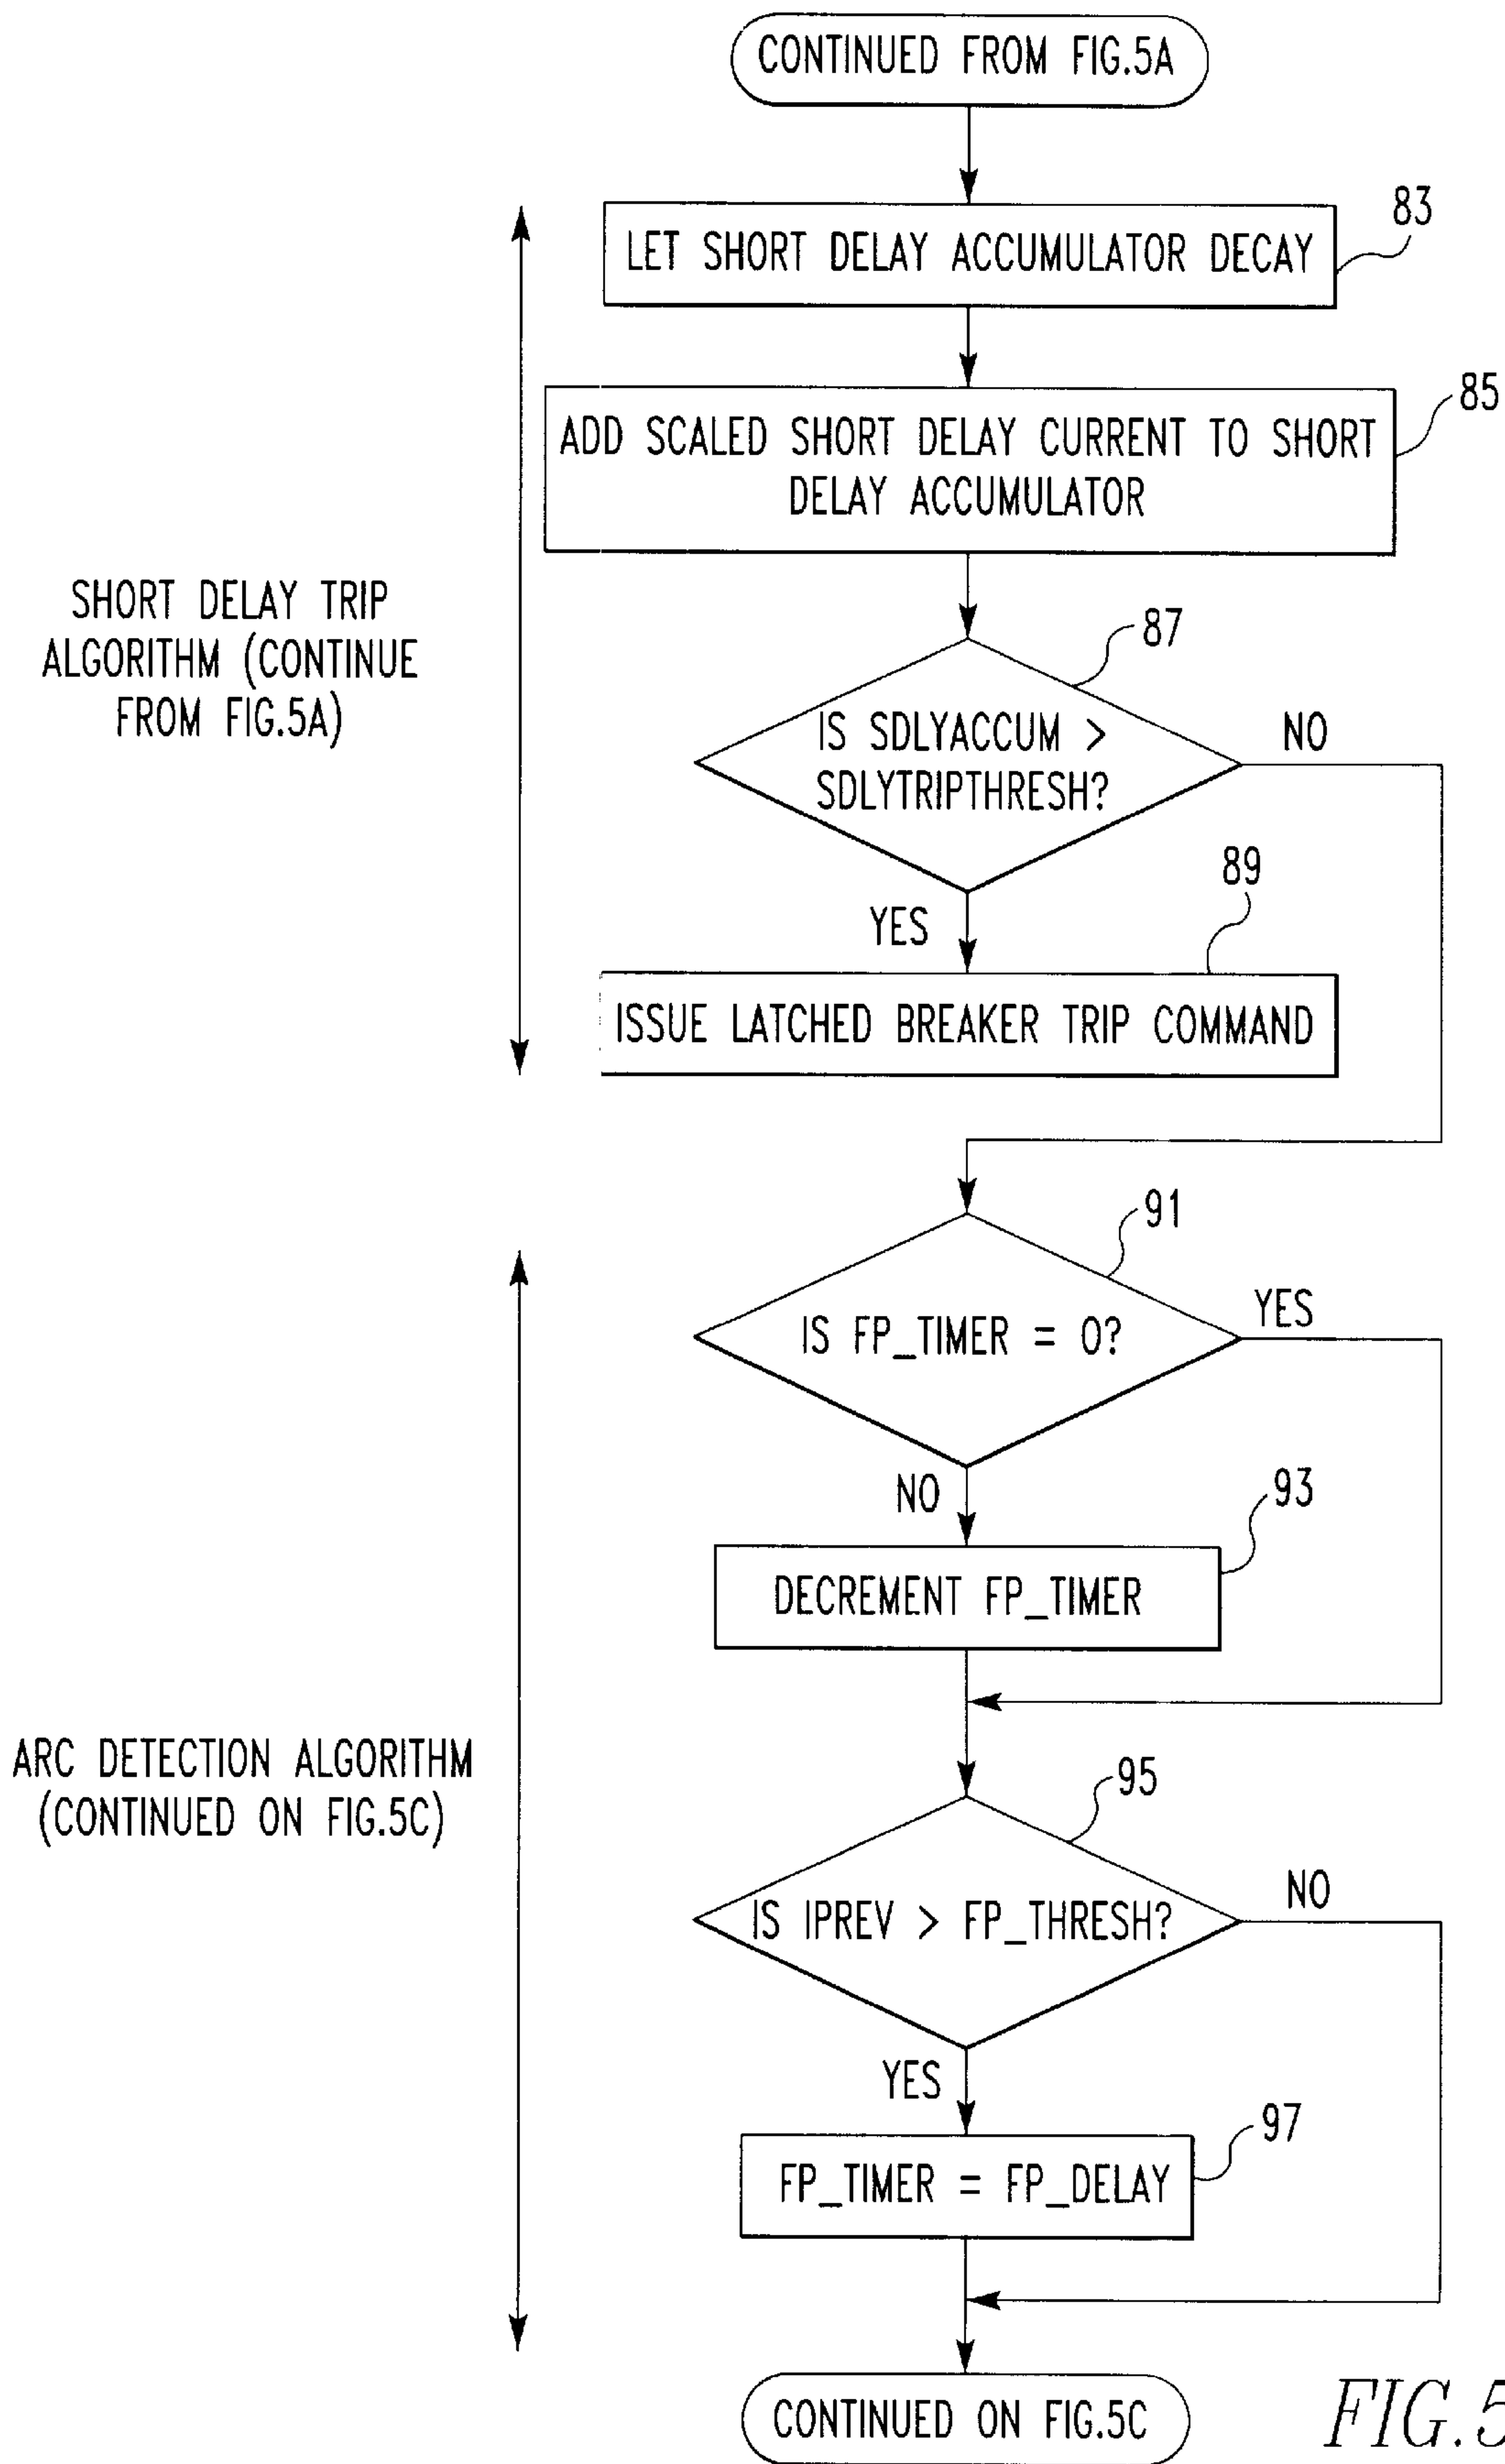 CONTINUED FROM FIG.5A
83
LET SHORT DELAY ACCUMULATOR DECAY
85
ADD SCALED SHORT DELAY CURRENT TO SHORT
DELAY ACCUMULATOR
SHORT DELAY TRIP
ALGORITHM (CONTINUE
FROM FIG.5A)
87
IS SDLYACCUM >
SDLYTRIPTHRESH?
NO
YES
89
ISSUE LATCHED BREAKER TRIP COMMAND
91
IS FP_TIMER = 0?
YES
NO
93
DECREMENT FP_TIMER
ARC DETECTION ALGORITHM
(CONTINUED ON FIG.5C)
95
IS IPREV > FP_THRESH?
NO
YES
97
FP_TIMER = FP_DELAY
CONTINUED ON FIG.5C
FIG.5